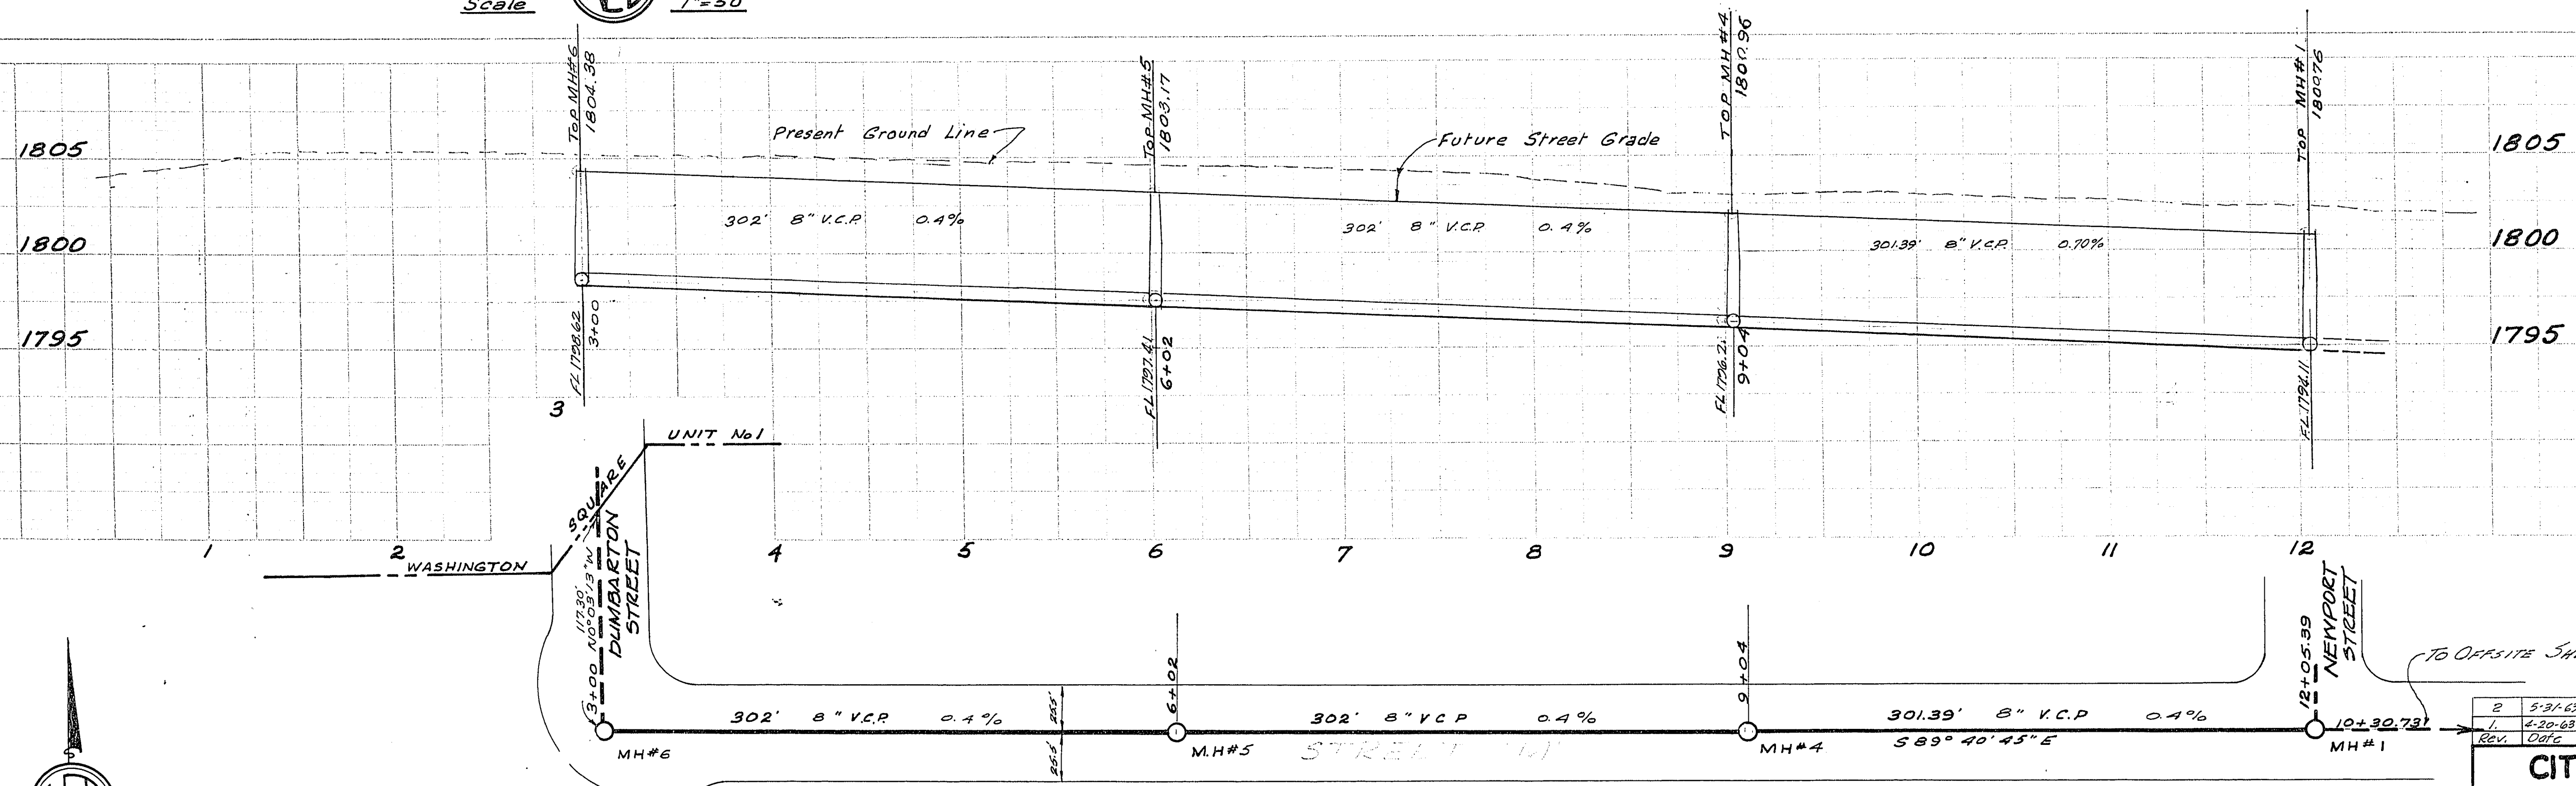 Scale 1"=50'
Top MH#6
1804.38
Top MH#5
1803.17
TOP MH #4
1800.96
TOP MH# 1
1800.76
Present Ground Line
Future Street Grade
1805
1805
302' 8" V.C.P. 0.4%
302' 8" V.C.P. 0.4%
301.39' 8" V.C.P. 0.70%
1800
1800
1795
1795
FL 1798.62
3+00
FL 1797.41
6+02
FL 1796.2
9+04
FL 1794.11
3
UNIT No 1
SQUARE
WASHINGTON
1 2 4 5 6 7 8 9 10 11 12
117.30'
N0°03'13"W
DUMBARTON
STREET
3+00
6+02
9+04
12+05.39
NEWPORT
STREET
TO OFFSITE
302' 8" V.C.P. 0.4%
25.5'
25.5'
302' 8" V C P 0.4%
301.39' 8" V.C.P 0.4%
S 89° 40' 45" E
10+30.73
MH#6
M.H#5
STREET
MH#4
MH#1
2 5-31-63
1. 4-20-63
Rev. Date
CIT